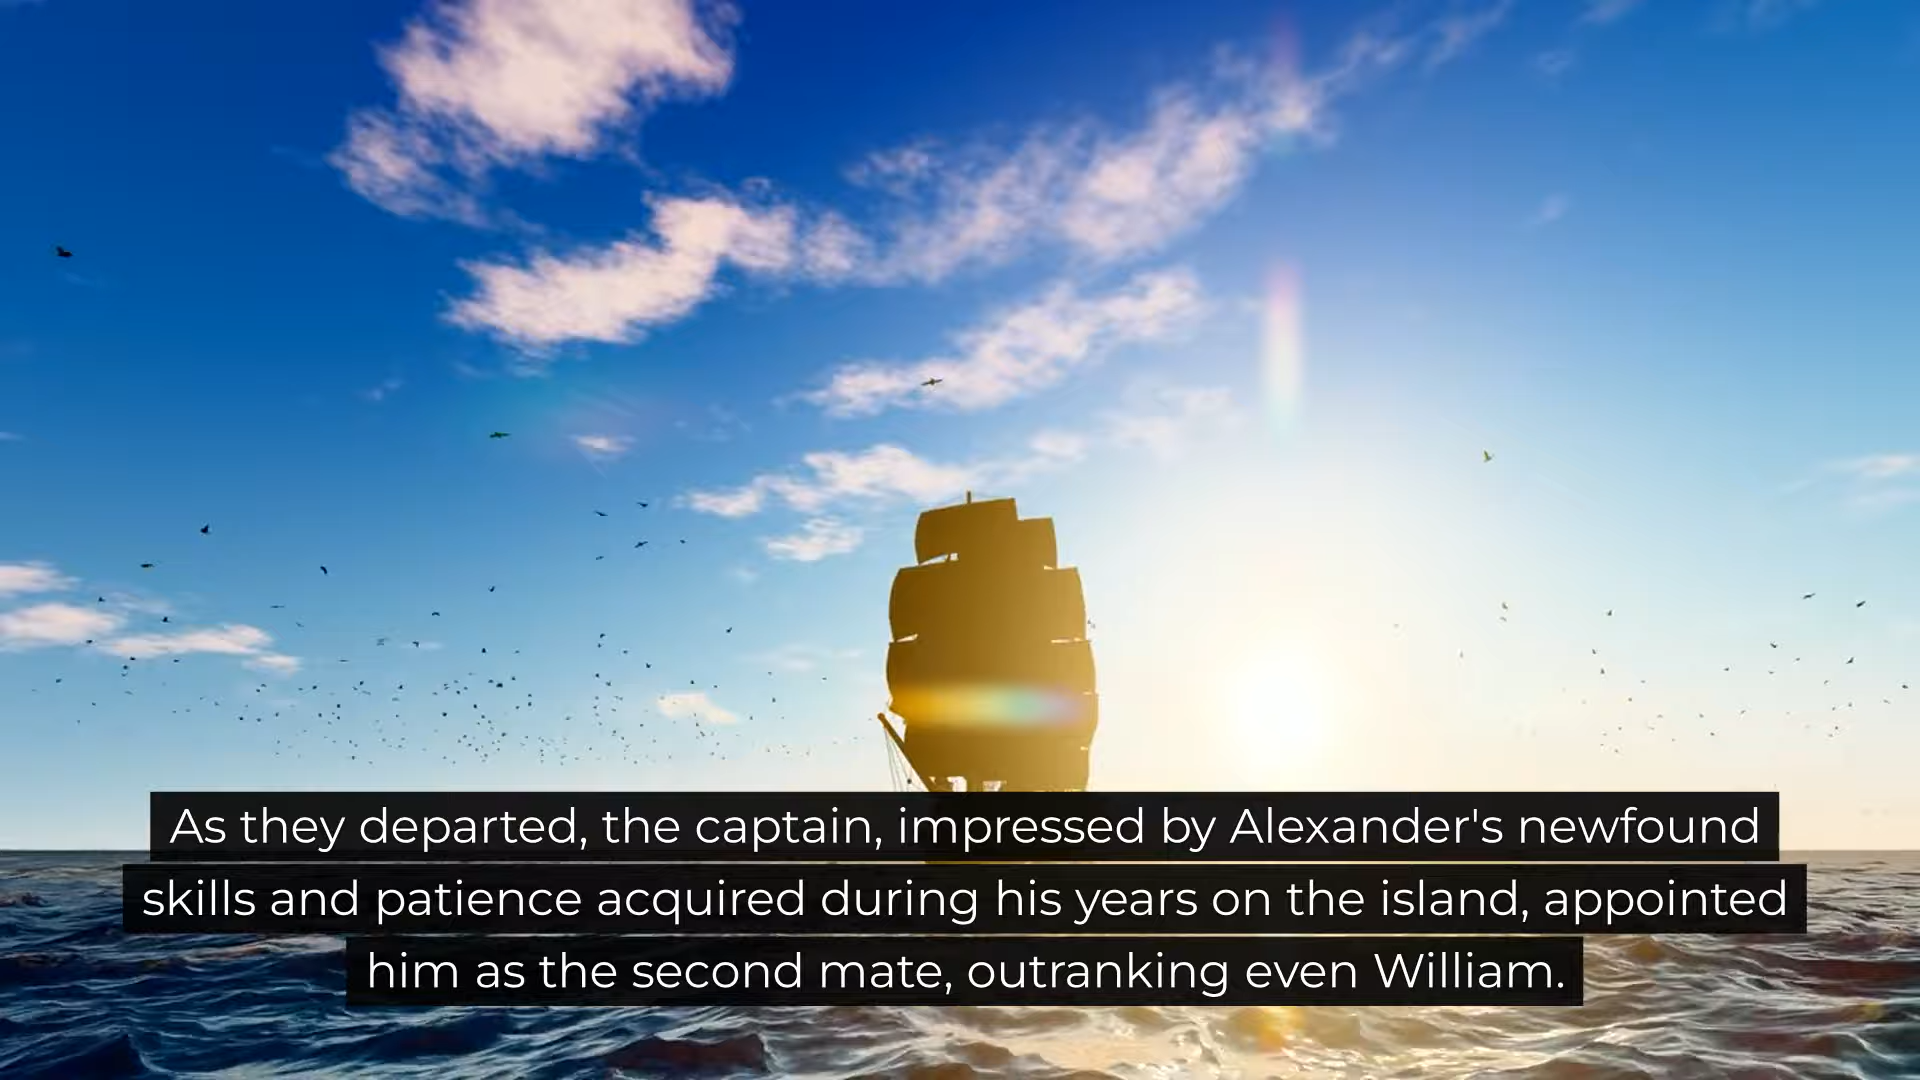 As they departed, the captain, impressed by Alexander's newfound
skills and patience acquired during his years on the island, appointed
him as the second mate, outranking even William.